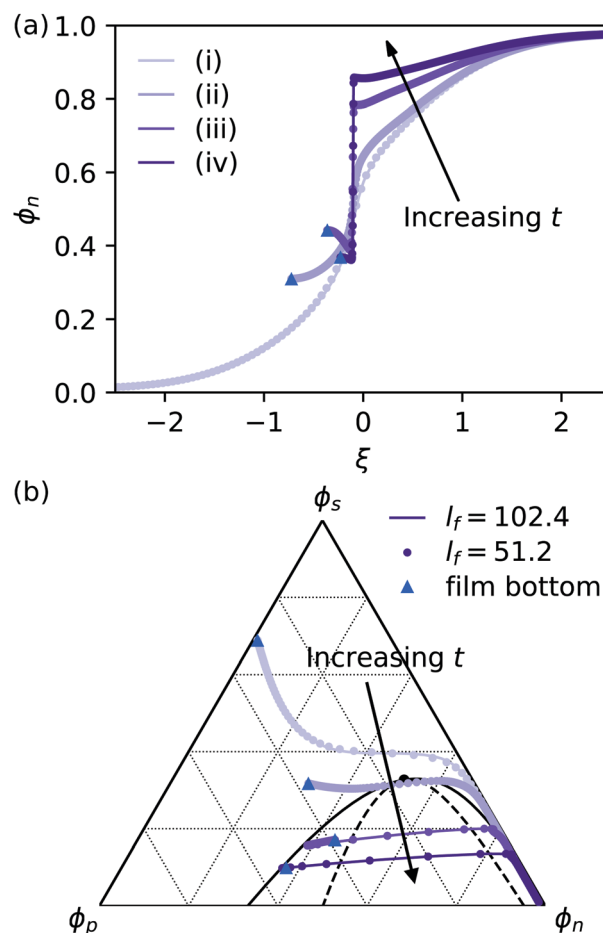 (a)
1.0
0.8
0.6
0.4
0.2
0.0
ϕn
(i)
(ii)
(iii)
(iv)
Increasing t
−2
−1
0
1
2
ξ
(b)
ϕs
lf = 102.4
lf = 51.2
film bottom
Increasing t
ϕp
ϕn